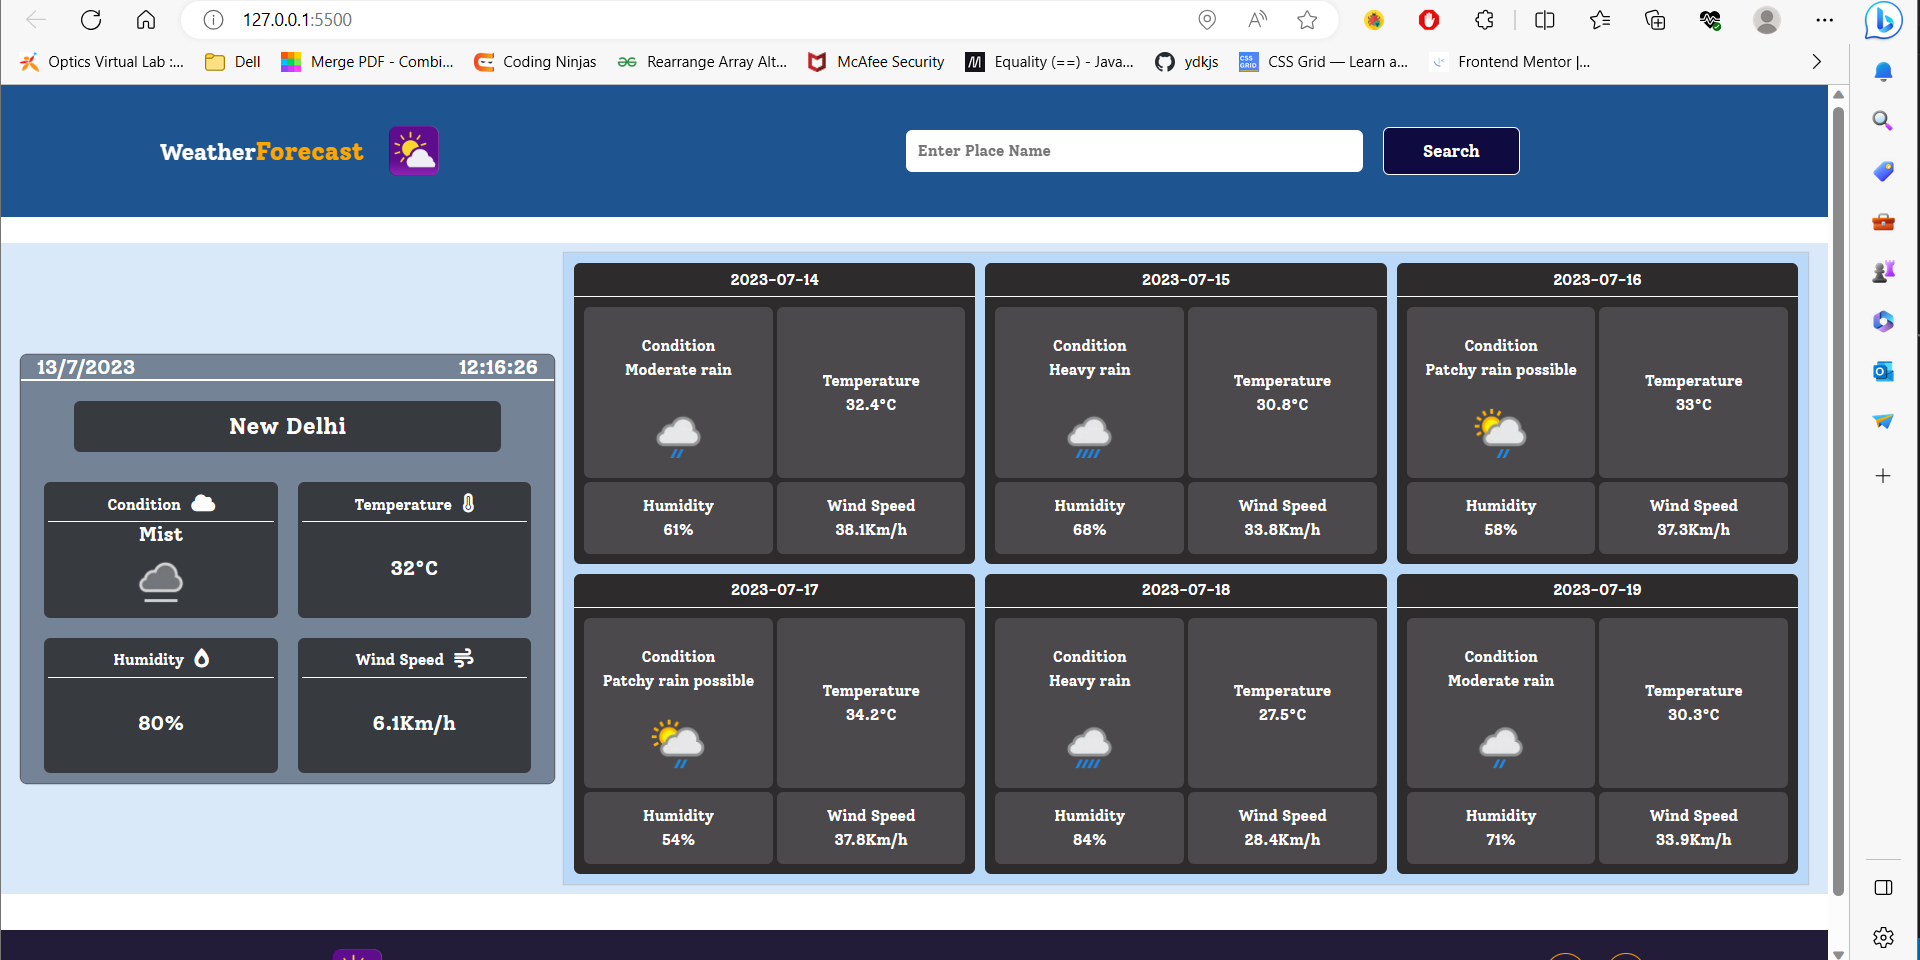 127.0.0.1:5500
Optics Virtual Lab :...
Dell
Merge PDF - Combi...
Coding Ninjas
Rearrange Array Alt...
McAfee Security
Equality (==) - Java...
ydkjs
CSS Grid — Learn a...
Frontend Mentor |...
WeatherForecast
Enter Place Name
Search
13/7/2023 12:16:26
New Delhi
Condition
Mist
Temperature
32°C
Humidity
80%
Wind Speed
6.1Km/h
2023-07-14
Condition
Moderate rain
Temperature
32.4°C
Humidity
61%
Wind Speed
38.1Km/h
2023-07-15
Condition
Heavy rain
Temperature
30.8°C
Humidity
68%
Wind Speed
33.8Km/h
2023-07-16
Condition
Patchy rain possible
Temperature
33°C
Humidity
58%
Wind Speed
37.3Km/h
2023-07-17
Condition
Patchy rain possible
Temperature
34.2°C
Humidity
54%
Wind Speed
37.8Km/h
2023-07-18
Condition
Heavy rain
Temperature
27.5°C
Humidity
84%
Wind Speed
28.4Km/h
2023-07-19
Condition
Moderate rain
Temperature
30.3°C
Humidity
71%
Wind Speed
33.9Km/h